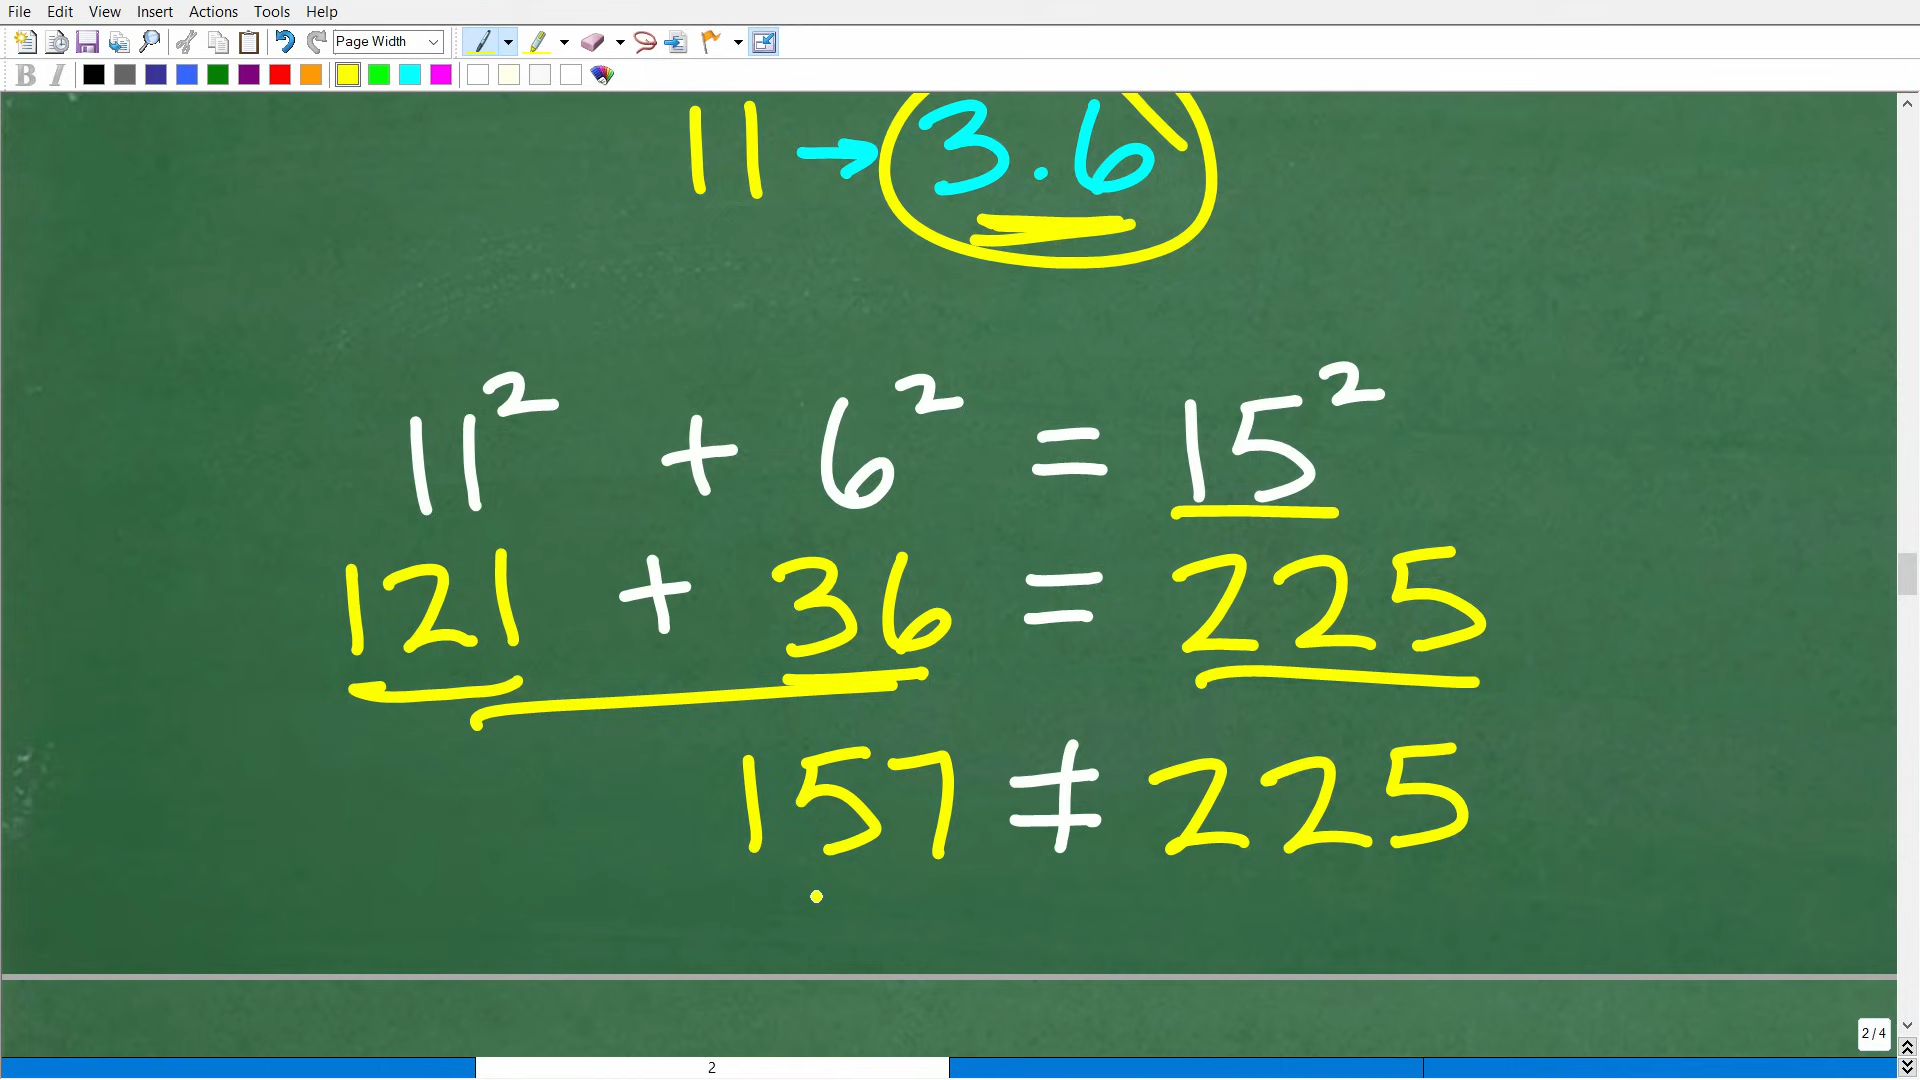 File Edit View Insert Actions Tools Help
Page Width
B I
11 → 3.6
11² + 6² = 15²
121 + 36 = 225
157 ≠ 225
2 / 4
2